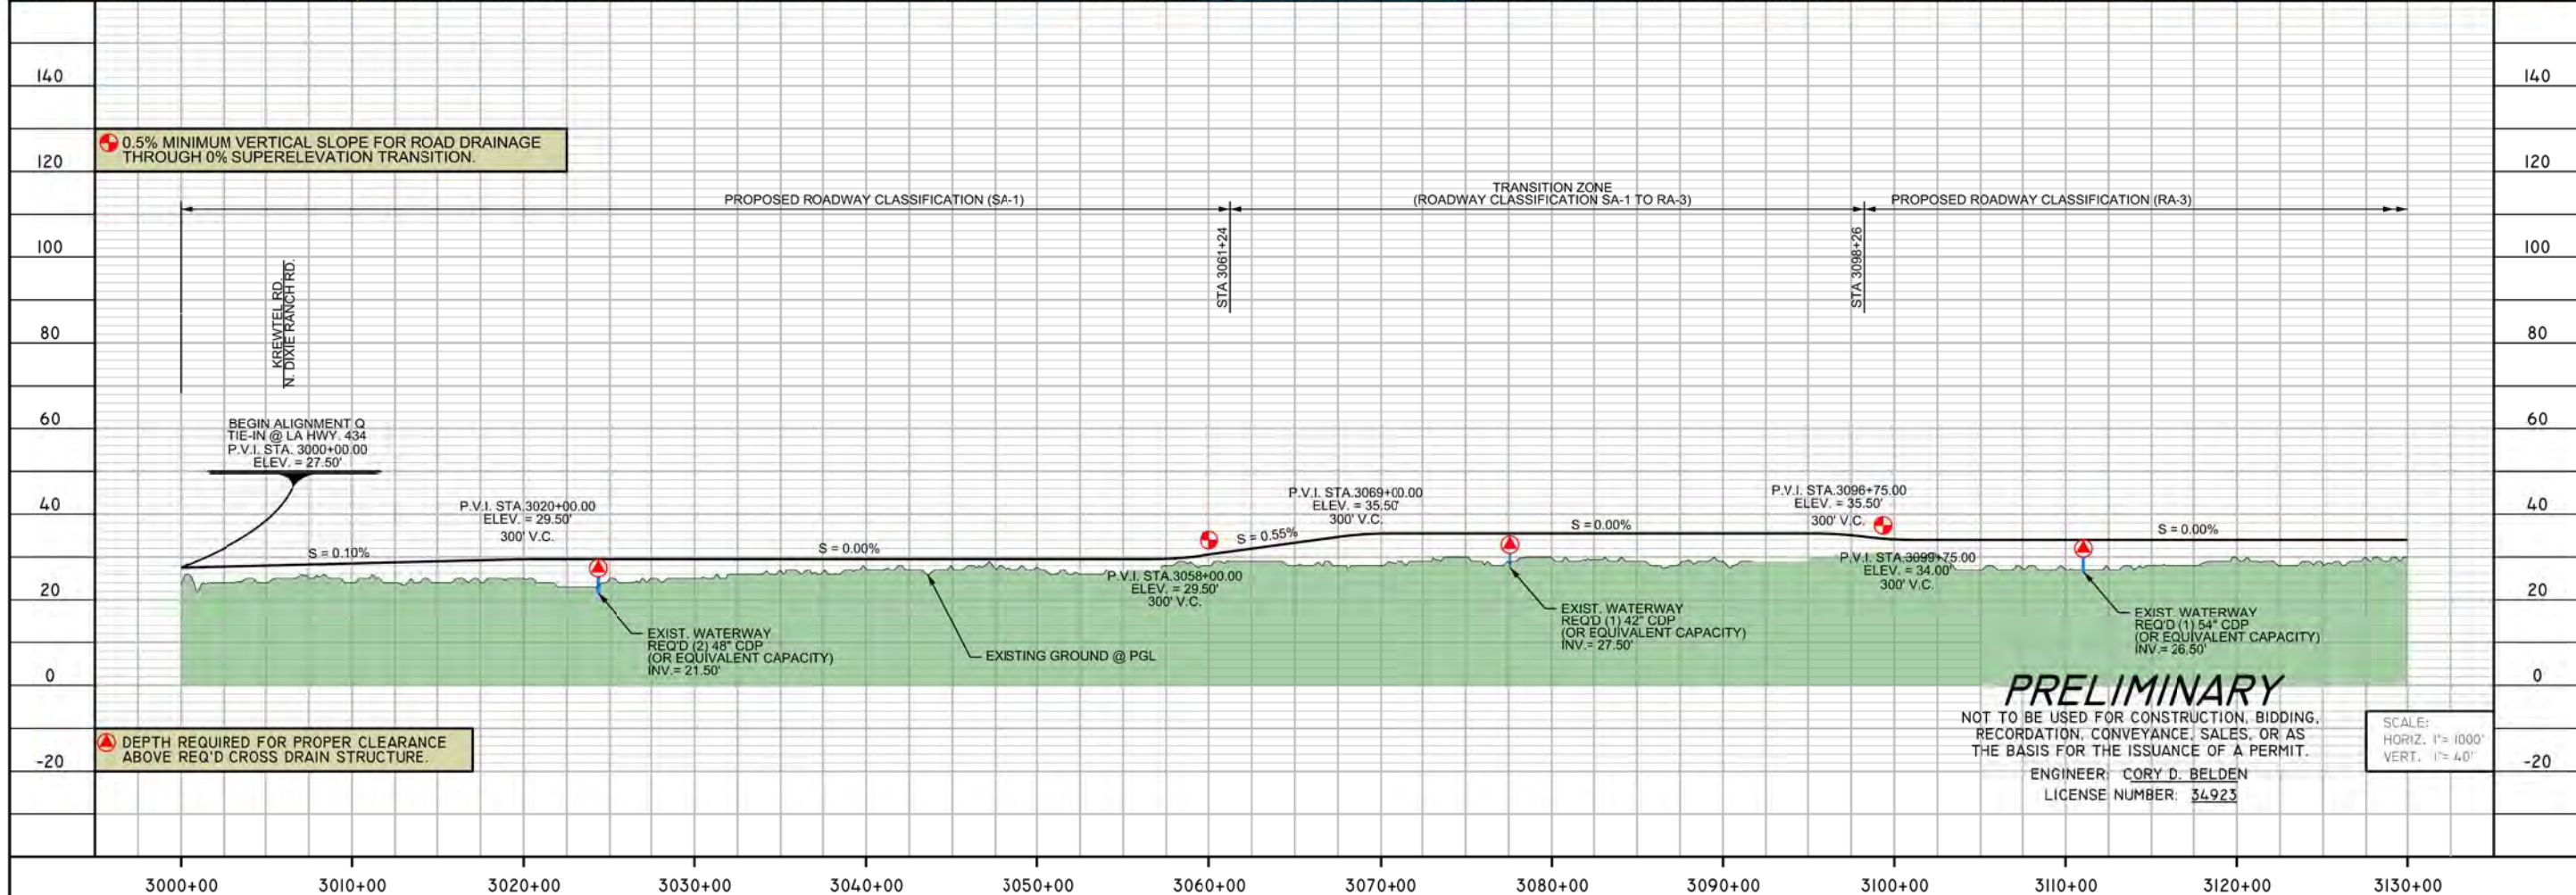 140
120
100
80
60
40
20
0
-20
140
120
100
80
60
40
20
0
-20
0.5% MINIMUM VERTICAL SLOPE FOR ROAD DRAINAGE
THROUGH 0% SUPERELEVATION TRANSITION.
PROPOSED ROADWAY CLASSIFICATION (SA-1)
TRANSITION ZONE
(ROADWAY CLASSIFICATION SA-1 TO RA-3)
PROPOSED ROADWAY CLASSIFICATION (RA-3)
STA 3061+24
STA 3098+26
KREWTEL RD.
N. DIXIE RANCH RD.
BEGIN ALIGNMENT Q
TIE-IN @ LA HWY. 434
P.V.I. STA. 3000+00.00
ELEV. = 27.50'
S = 0.10%
P.V.I. STA.3020+00.00
ELEV. = 29.50'
300' V.C.
S = 0.00%
P.V.I. STA.3058+00.00
ELEV. = 29.50'
300' V.C.
S = 0.55%
P.V.I. STA.3069+00.00
ELEV. = 35.50'
300' V.C.
S = 0.00%
P.V.I. STA.3096+75.00
ELEV. = 35.50'
300' V.C.
P.V.I. STA.3099+75.00
ELEV. = 34.00'
300' V.C.
S = 0.00%
EXIST. WATERWAY
REQ'D (2) 48" CDP
(OR EQUIVALENT CAPACITY)
INV.= 21.50'
EXISTING GROUND @ PGL
EXIST. WATERWAY
REQ'D (1) 42" CDP
(OR EQUIVALENT CAPACITY)
INV.= 27.50'
EXIST. WATERWAY
REQ'D (1) 54" CDP
(OR EQUIVALENT CAPACITY)
INV.= 26.50'
DEPTH REQUIRED FOR PROPER CLEARANCE
ABOVE REQ'D CROSS DRAIN STRUCTURE.
PRELIMINARY
NOT TO BE USED FOR CONSTRUCTION, BIDDING,
RECORDATION, CONVEYANCE, SALES, OR AS
THE BASIS FOR THE ISSUANCE OF A PERMIT.
ENGINEER: CORY D. BELDEN
LICENSE NUMBER: 34923
SCALE:
HORIZ. 1"= 1000'
VERT. 1"= 40'
3000+00
3010+00
3020+00
3030+00
3040+00
3050+00
3060+00
3070+00
3080+00
3090+00
3100+00
3110+00
3120+00
3130+00